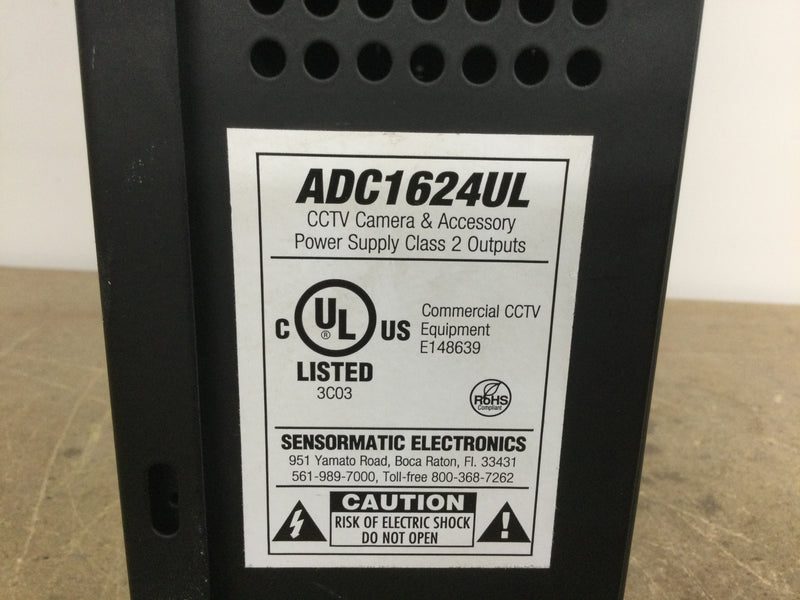 ADC1624UL
CCTV Camera & Accessory
Power Supply Class 2 Outputs
C UL ® US
LISTED
3C03
Commercial CCTV
Equipment
E148639
RoHS
Compliant
SENSORMATIC ELECTRONICS
951 Yamato Road, Boca Raton, Fl. 33431
561-989-7000, Toll-free 800-368-7262
CAUTION
RISK OF ELECTRIC SHOCK
DO NOT OPEN
!